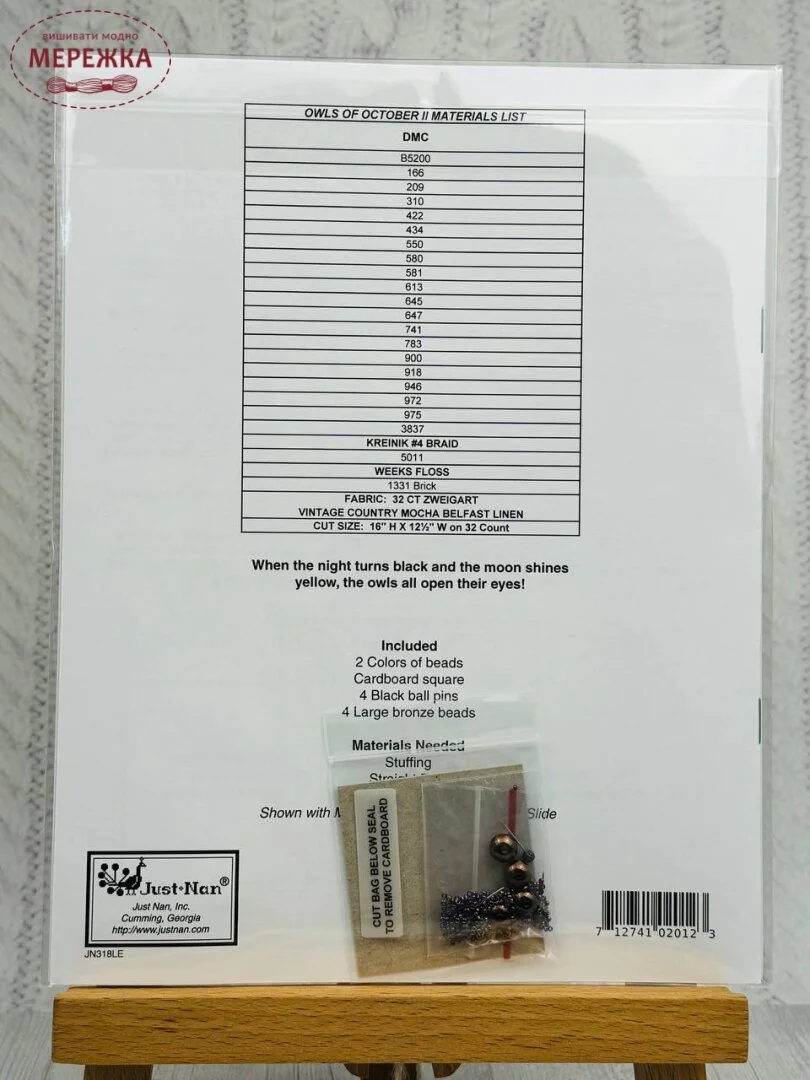 вишивати модно
МЕРЕЖКА
OWLS OF OCTOBER II MATERIALS LIST
DMC
B5200
166
209
310
422
434
550
580
581
613
645
647
741
783
900
918
946
972
975
3837
KREINIK #4 BRAID
5011
WEEKS FLOSS
1331 Brick
FABRIC: 32 CT ZWEIGART
VINTAGE COUNTRY MOCHA BELFAST LINEN
CUT SIZE: 16" H X 12½" W on 32 Count
When the night turns black and the moon shines
yellow, the owls all open their eyes!
Included
2 Colors of beads
Cardboard square
4 Black ball pins
4 Large bronze beads
Materials Needed
Stuffing
Shown with
Slide
CUT BAG BELOW SEAL
TO REMOVE CARDBOARD
Just•Nan®
Just Nan, Inc.
Cumming, Georgia
http://www.justnan.com
JN318LE
7 12741 02012 3